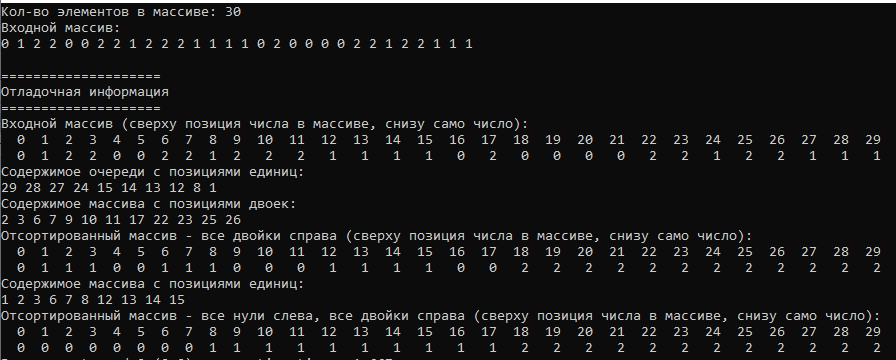 Кол-во элементов в массиве: 30
Входной массив:
0 1 2 2 0 0 2 2 1 2 2 2 1 1 1 1 0 2 0 0 0 0 2 2 1 2 2 1 1 1
====================
Отладочная информация
====================
Входной массив (сверху позиция числа в массиве, снизу само число):
0 1 2 3 4 5 6 7 8 9 10 11 12 13 14 15 16 17 18 19 20 21 22 23 24 25 26 27 28 29
0 1 2 2 0 0 2 2 1 2 2 2 1 1 1 1 0 2 0 0 0 0 2 2 1 2 2 1 1 1
Содержимое очереди с позициями единиц:
29 28 27 24 15 14 13 12 8 1
Содержимое массива с позициями двоек:
2 3 6 7 9 10 11 17 22 23 25 26
Отсортированный массив - все двойки справа (сверху позиция числа в массиве, снизу само число):
0 1 2 3 4 5 6 7 8 9 10 11 12 13 14 15 16 17 18 19 20 21 22 23 24 25 26 27 28 29
0 1 1 1 0 0 1 1 1 0 0 0 1 1 1 1 0 0 2 2 2 2 2 2 2 2 2 2 2 2
Содержимое массива с позициями единиц:
1 2 3 6 7 8 12 13 14 15
Отсортированный массив - все нули слева, все двойки справа (сверху позиция числа в массиве, снизу само число):
0 1 2 3 4 5 6 7 8 9 10 11 12 13 14 15 16 17 18 19 20 21 22 23 24 25 26 27 28 29
0 0 0 0 0 0 0 0 1 1 1 1 1 1 1 1 1 1 2 2 2 2 2 2 2 2 2 2 2 2